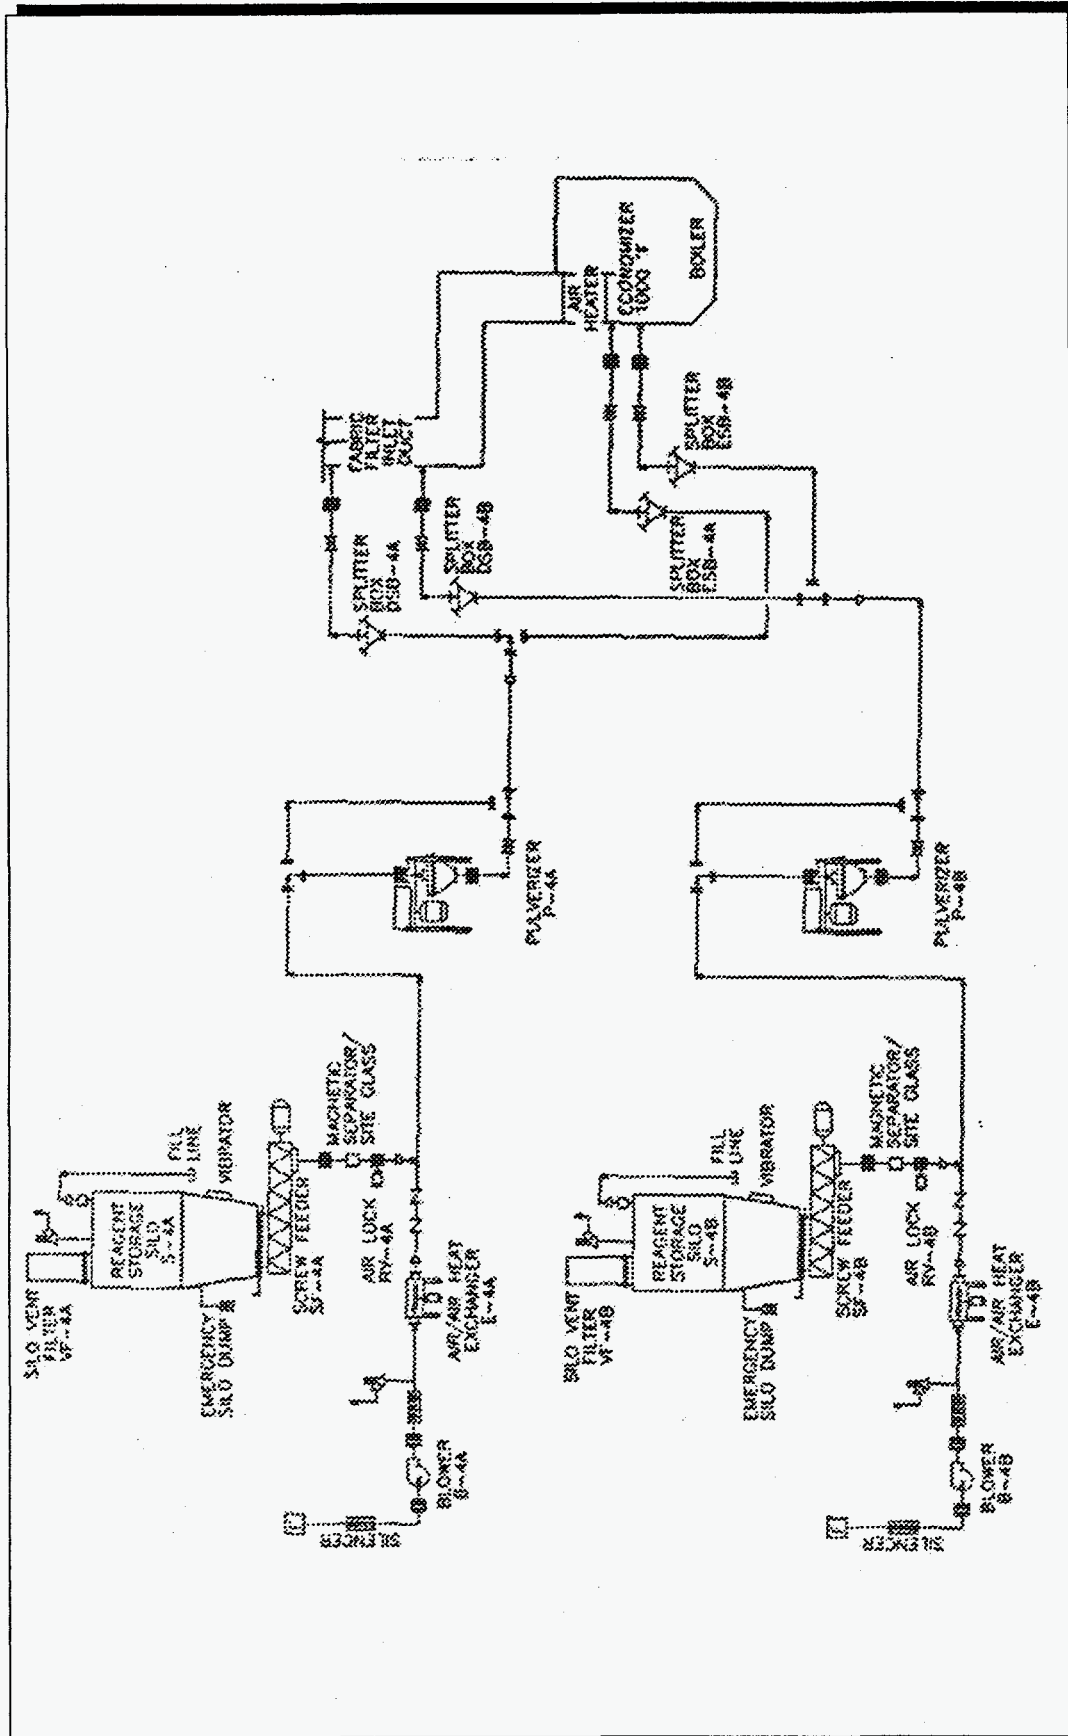 SILO VENT
FILTER
VF-4A
REAGENT
STORAGE
SILO
S-4A
FILL
LINE
VIBRATOR
EMERGENCY
SILO DUMP
SCREW FEEDER
SF-4A
MAGNETIC
SEPARATOR/
SITE GLASS
AIR LOCK
RV-4A
AIR/AIR HEAT
EXCHANGER
E-4A
BLOWER
B-4A
SILENCER
PULVERIZER
P-4A
SPLITTER
BOX
DSB-4A
FABRIC
FILTER
INLET
DUCT
SPLITTER
BOX
DSB-4B
AIR
HEATER
ECONOMIZER
1000 °F
BOILER
SPLITTER
BOX
ESB-4A
SPLITTER
BOX
ESB-4B
SILO VENT
FILTER
VF-4B
REAGENT
STORAGE
SILO
S-4B
FILL
LINE
VIBRATOR
EMERGENCY
SILO DUMP
SCREW FEEDER
SF-4B
MAGNETIC
SEPARATOR/
SITE GLASS
AIR LOCK
RV-4B
AIR/AIR HEAT
EXCHANGER
E-4B
BLOWER
B-4B
SILENCER
PULVERIZER
P-4B